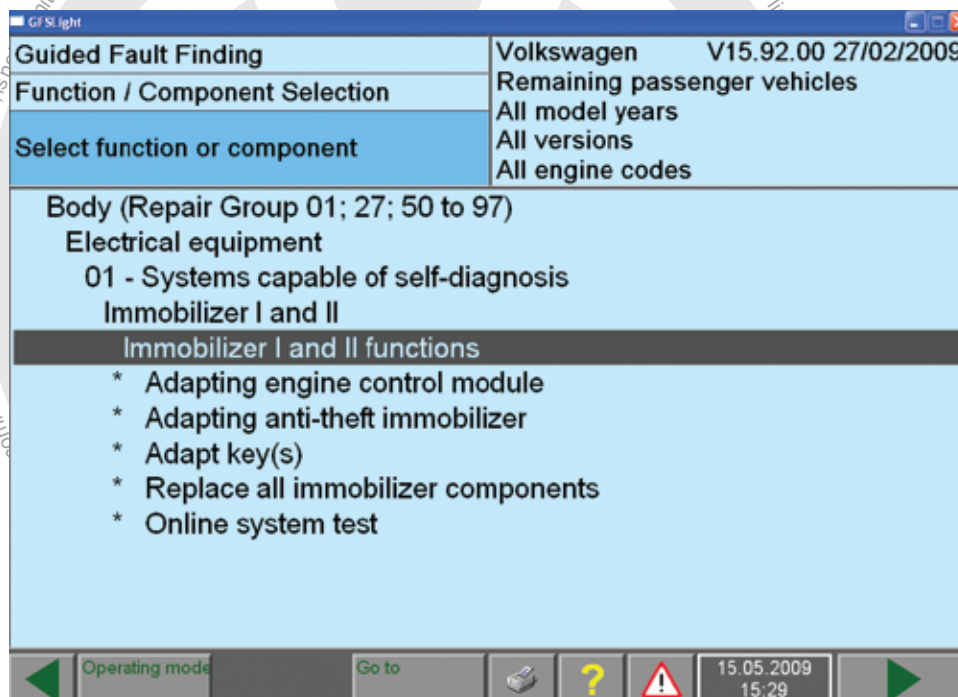 GFSLight
Guided Fault Finding
Function / Component Selection
Select function or component
Volkswagen V15.92.00 27/02/2009
Remaining passenger vehicles
All model years
All versions
All engine codes
Body (Repair Group 01; 27; 50 to 97)
Electrical equipment
01 - Systems capable of self-diagnosis
Immobilizer I and II
Immobilizer I and II functions
* Adapting engine control module
* Adapting anti-theft immobilizer
* Adapt key(s)
* Replace all immobilizer components
* Online system test
Operating mode
Go to
?
!
15.05.2009
15:29